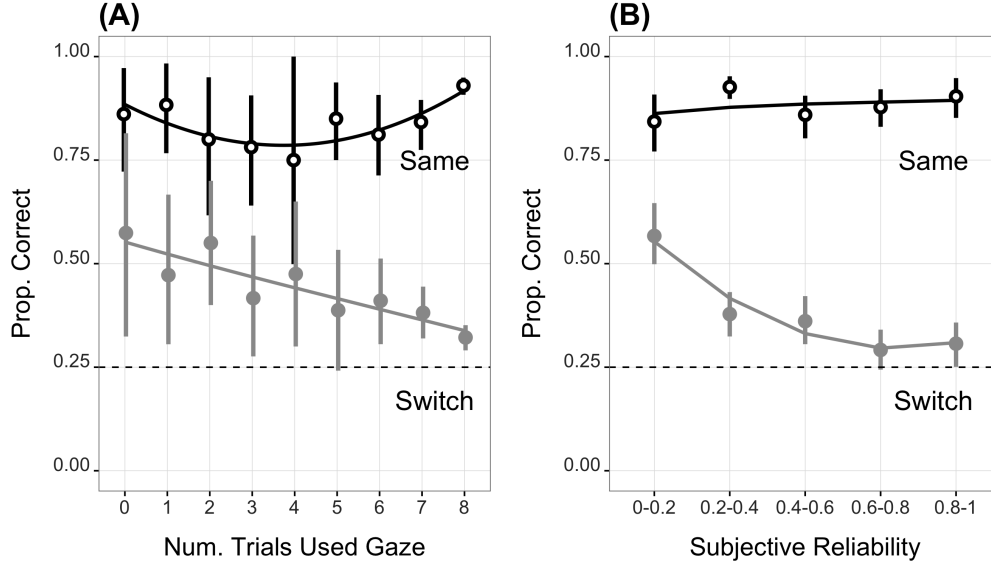 (A)
Prop. Correct
1.00
0.75
0.50
0.25
0.00
Same
Switch
0 1 2 3 4 5 6 7 8
Num. Trials Used Gaze
(B)
Prop. Correct
1.00
0.75
0.50
0.25
0.00
Same
Switch
0-0.2 0.2-0.4 0.4-0.6 0.6-0.8 0.8-1
Subjective Reliability